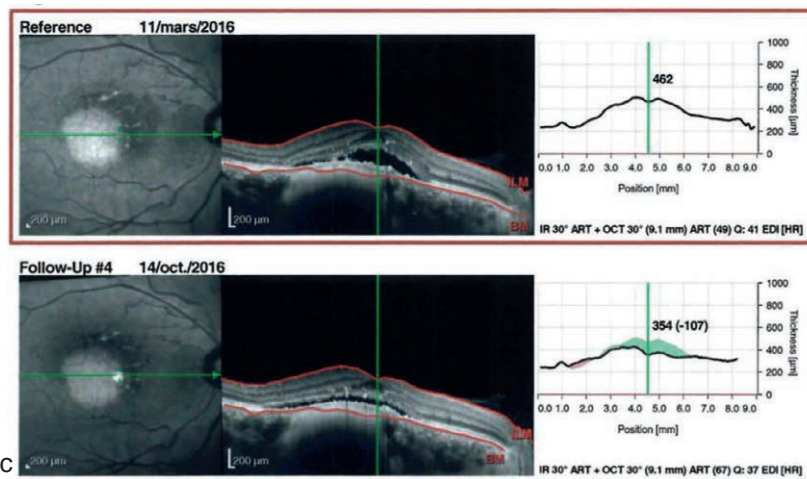 Reference 11/mars/2016
200 µm
200 µm
ILM
BM
462
1000
800
600
400
200
0
Thickness [µm]
0.0 1.0 2.0 3.0 4.0 5.0 6.0 7.0 8.0 9.0
Position [mm]
IR 30° ART + OCT 30° (9.1 mm) ART (49) Q: 41 EDI [HR]
Follow-Up #4 14/oct./2016
200 µm
200 µm
ILM
BM
354 (-107)
1000
800
600
400
200
0
Thickness [µm]
0.0 1.0 2.0 3.0 4.0 5.0 6.0 7.0 8.0 9.0
Position [mm]
IR 30° ART + OCT 30° (9.1 mm) ART (67) Q: 37 EDI [HR]
c